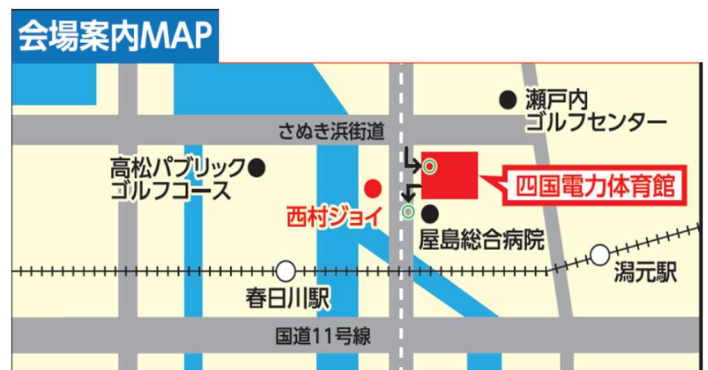 会場案内MAP
瀬戸内
ゴルフセンター
さぬき浜街道
高松パブリック
ゴルフコース
四国電力体育館
西村ジョイ
屋島総合病院
潟元駅
春日川駅
国道11号線